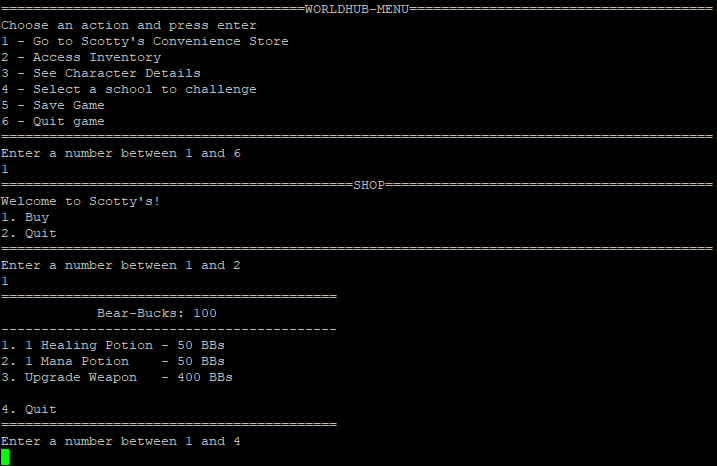 ======================================WORLDHUB-MENU======================================
Choose an action and press enter
1 - Go to Scotty's Convenience Store
2 - Access Inventory
3 - See Character Details
4 - Select a school to challenge
5 - Save Game
6 - Quit game
=========================================================================================
Enter a number between 1 and 6
1
============================================SHOP=========================================
Welcome to Scotty's!
1. Buy
2. Quit
=========================================================================================
Enter a number between 1 and 2
1
==========================================
Bear-Bucks: 100
------------------------------------------
1. 1 Healing Potion - 50 BBs
2. 1 Mana Potion    - 50 BBs
3. Upgrade Weapon   - 400 BBs
4. Quit
==========================================
Enter a number between 1 and 4